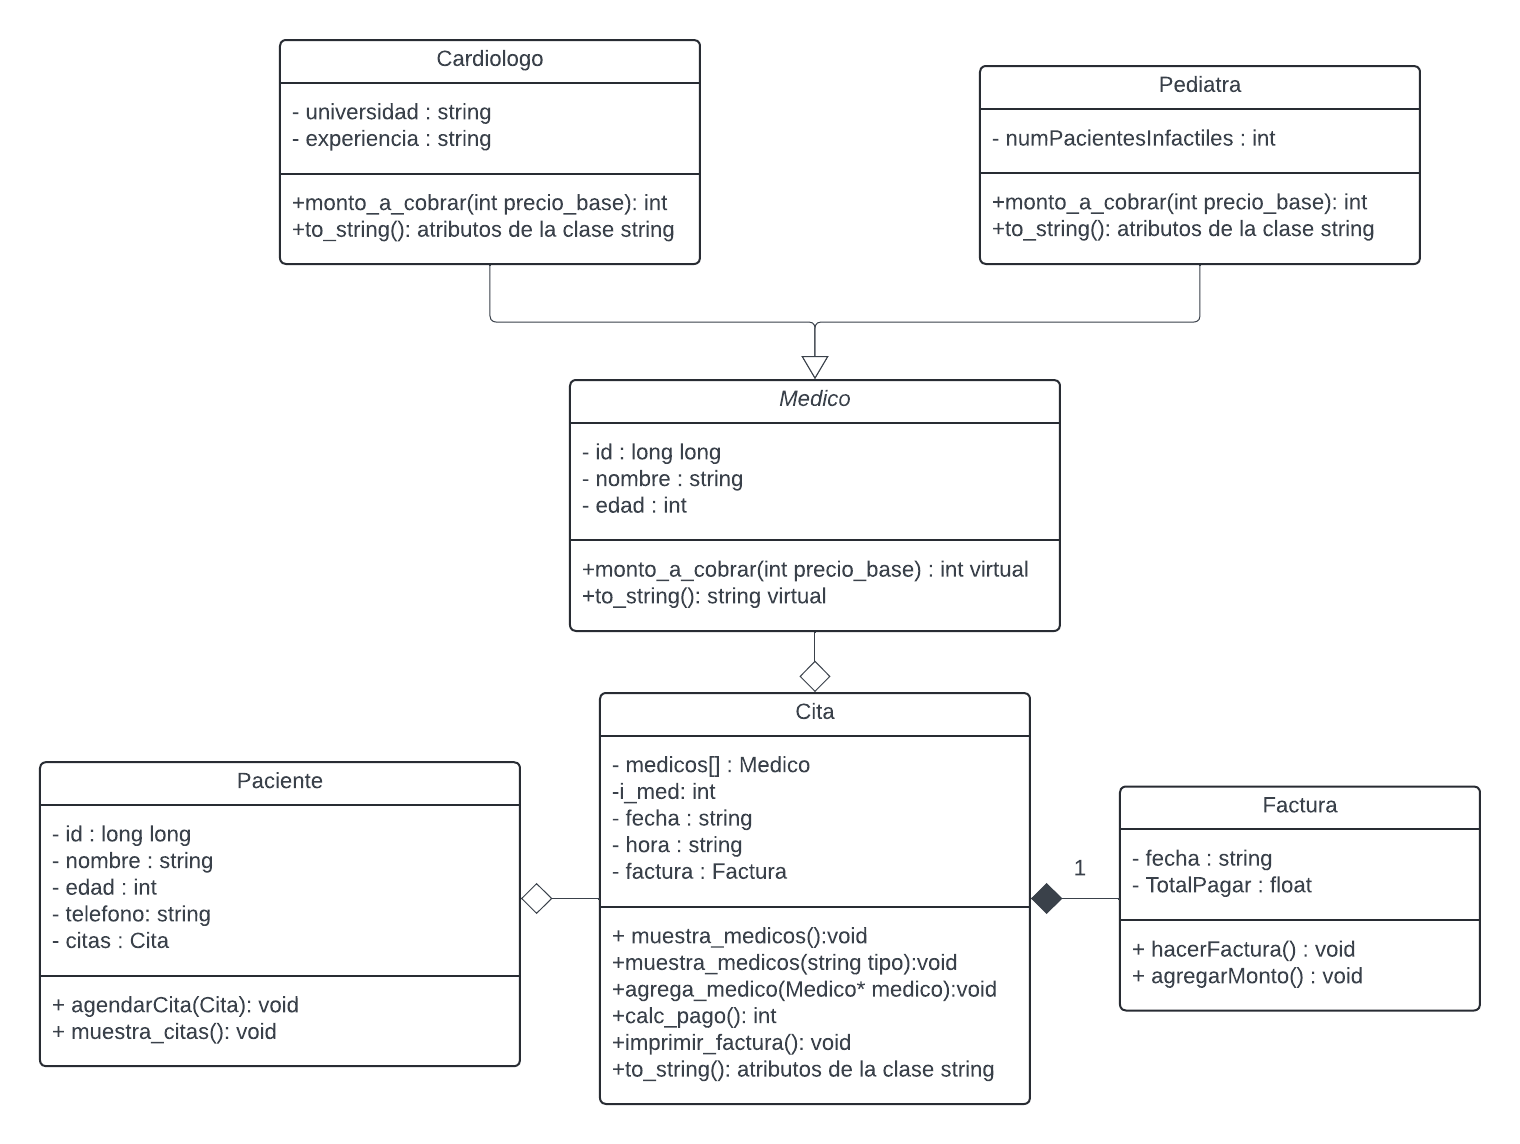 Cardiologo
- universidad : string
- experiencia : string
+monto_a_cobrar(int precio_base): int
+to_string(): atributos de la clase string
Pediatra
- numPacientesInfactiles : int
+monto_a_cobrar(int precio_base): int
+to_string(): atributos de la clase string
Medico
- id : long long
- nombre : string
- edad : int
+monto_a_cobrar(int precio_base) : int virtual
+to_string(): string virtual
Paciente
- id : long long
- nombre : string
- edad : int
- telefono: string
- citas : Cita
+ agendarCita(Cita): void
+ muestra_citas(): void
Cita
- medicos[] : Medico
-i_med: int
- fecha : string
- hora : string
- factura : Factura
+ muestra_medicos():void
+muestra_medicos(string tipo):void
+agrega_medico(Medico* medico):void
+calc_pago(): int
+imprimir_factura(): void
+to_string(): atributos de la clase string
1
Factura
- fecha : string
- TotalPagar : float
+ hacerFactura() : void
+ agregarMonto() : void